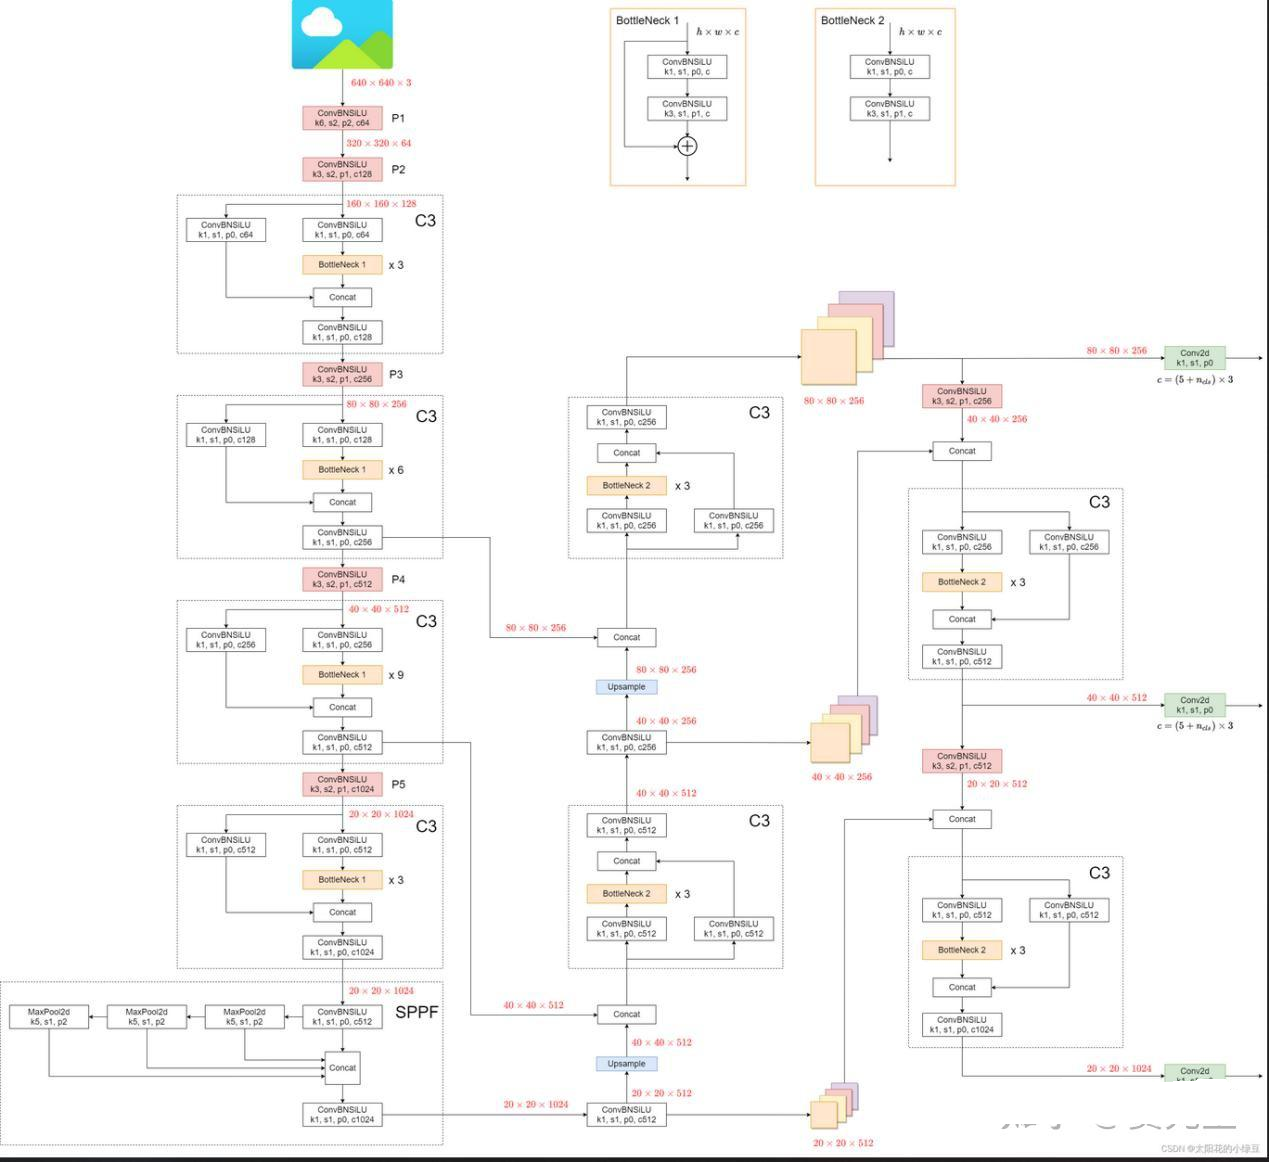 BottleNeck 1
h × w × c
ConvBNSiLU
k1, s1, p0, c
ConvBNSiLU
k3, s1, p1, c
BottleNeck 2
h × w × c
ConvBNSiLU
k1, s1, p0, c
ConvBNSiLU
k3, s1, p1, c
640 × 640 × 3
ConvBNSiLU
k6, s2, p2, c64
P1
320 × 320 × 64
ConvBNSiLU
k3, s2, p1, c128
P2
160 × 160 × 128
C3
ConvBNSiLU
k1, s1, p0, c64
ConvBNSiLU
k1, s1, p0, c64
BottleNeck 1
x 3
Concat
ConvBNSiLU
k1, s1, p0, c128
ConvBNSiLU
k3, s2, p1, c256
P3
80 × 80 × 256
C3
ConvBNSiLU
k1, s1, p0, c128
ConvBNSiLU
k1, s1, p0, c128
BottleNeck 1
x 6
Concat
ConvBNSiLU
k1, s1, p0, c256
ConvBNSiLU
k3, s2, p1, c512
P4
40 × 40 × 512
C3
ConvBNSiLU
k1, s1, p0, c256
ConvBNSiLU
k1, s1, p0, c256
BottleNeck 1
x 9
Concat
ConvBNSiLU
k1, s1, p0, c512
ConvBNSiLU
k3, s2, p1, c1024
P5
20 × 20 × 1024
C3
ConvBNSiLU
k1, s1, p0, c512
ConvBNSiLU
k1, s1, p0, c512
BottleNeck 1
x 3
Concat
ConvBNSiLU
k1, s1, p0, c1024
20 × 20 × 1024
SPPF
MaxPool2d
k5, s1, p2
MaxPool2d
k5, s1, p2
MaxPool2d
k5, s1, p2
ConvBNSiLU
k1, s1, p0, c512
Concat
ConvBNSiLU
k1, s1, p0, c1024
20 × 20 × 1024
C3
ConvBNSiLU
k1, s1, p0, c256
Concat
BottleNeck 2
x 3
ConvBNSiLU
k1, s1, p0, c256
ConvBNSiLU
k1, s1, p0, c256
80 × 80 × 256
Concat
80 × 80 × 256
Upsample
40 × 40 × 256
ConvBNSiLU
k1, s1, p0, c256
40 × 40 × 512
C3
ConvBNSiLU
k1, s1, p0, c512
Concat
BottleNeck 2
x 3
ConvBNSiLU
k1, s1, p0, c512
ConvBNSiLU
k1, s1, p0, c512
40 × 40 × 512
Concat
40 × 40 × 512
Upsample
20 × 20 × 512
ConvBNSiLU
k1, s1, p0, c512
80 × 80 × 256
40 × 40 × 256
20 × 20 × 512
80 × 80 × 256
Conv2d
k1, s1, p0
c = (5 + ncls) × 3
ConvBNSiLU
k3, s2, p1, c256
40 × 40 × 256
Concat
C3
ConvBNSiLU
k1, s1, p0, c256
ConvBNSiLU
k1, s1, p0, c256
BottleNeck 2
x 3
Concat
ConvBNSiLU
k1, s1, p0, c512
40 × 40 × 512
Conv2d
k1, s1, p0
c = (5 + ncls) × 3
ConvBNSiLU
k3, s2, p1, c512
20 × 20 × 512
Concat
C3
ConvBNSiLU
k1, s1, p0, c512
ConvBNSiLU
k1, s1, p0, c512
BottleNeck 2
x 3
Concat
ConvBNSiLU
k1, s1, p0, c1024
20 × 20 × 1024
Conv2d
CSDN @太阳花的小绿豆